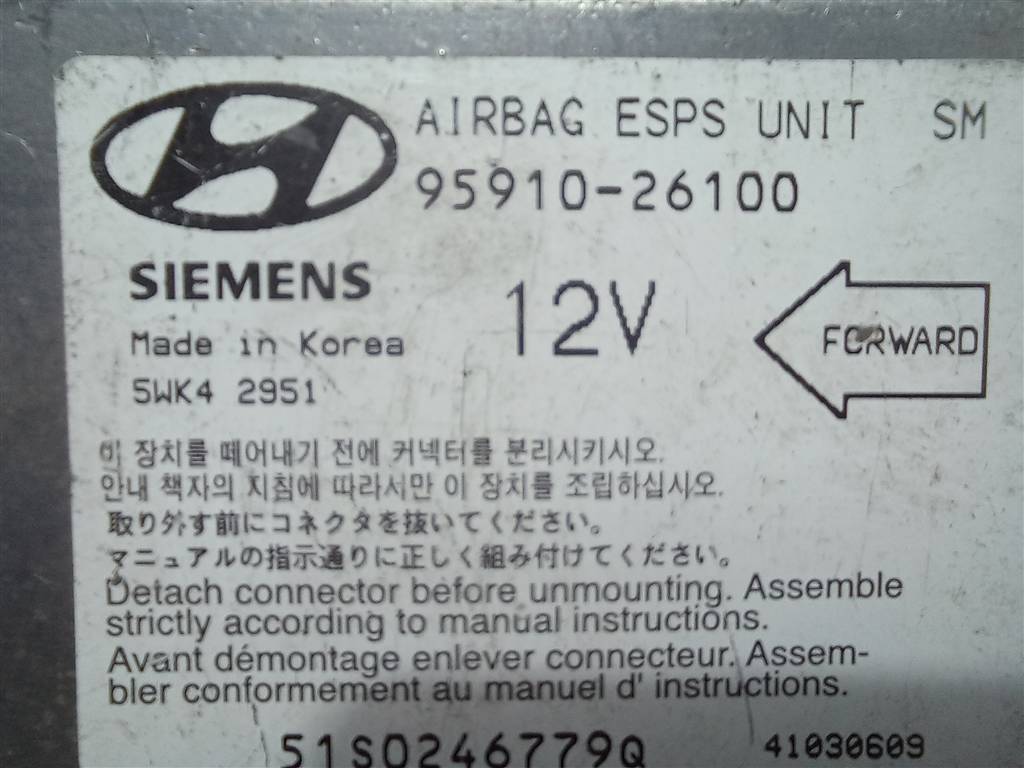 AIRBAG ESPS UNIT SM
95910-26100
SIEMENS
12V
FORWARD
Made in Korea
5WK4 2951
이 장치를 떼어내기 전에 커넥터를 분리시키시오.
안내 책자의 지침에 따라서만 이 장치를 조립하십시오.
取り外す前にコネクタを抜いてください。
マニュアルの指示通りに正しく組み付けてください。
Detach connector before unmounting. Assemble
strictly according to manual instructions.
Avant démontage enlever connecteur. Assem-
bler conformement au manuel d' instructions.
51S0246779Q
41030609